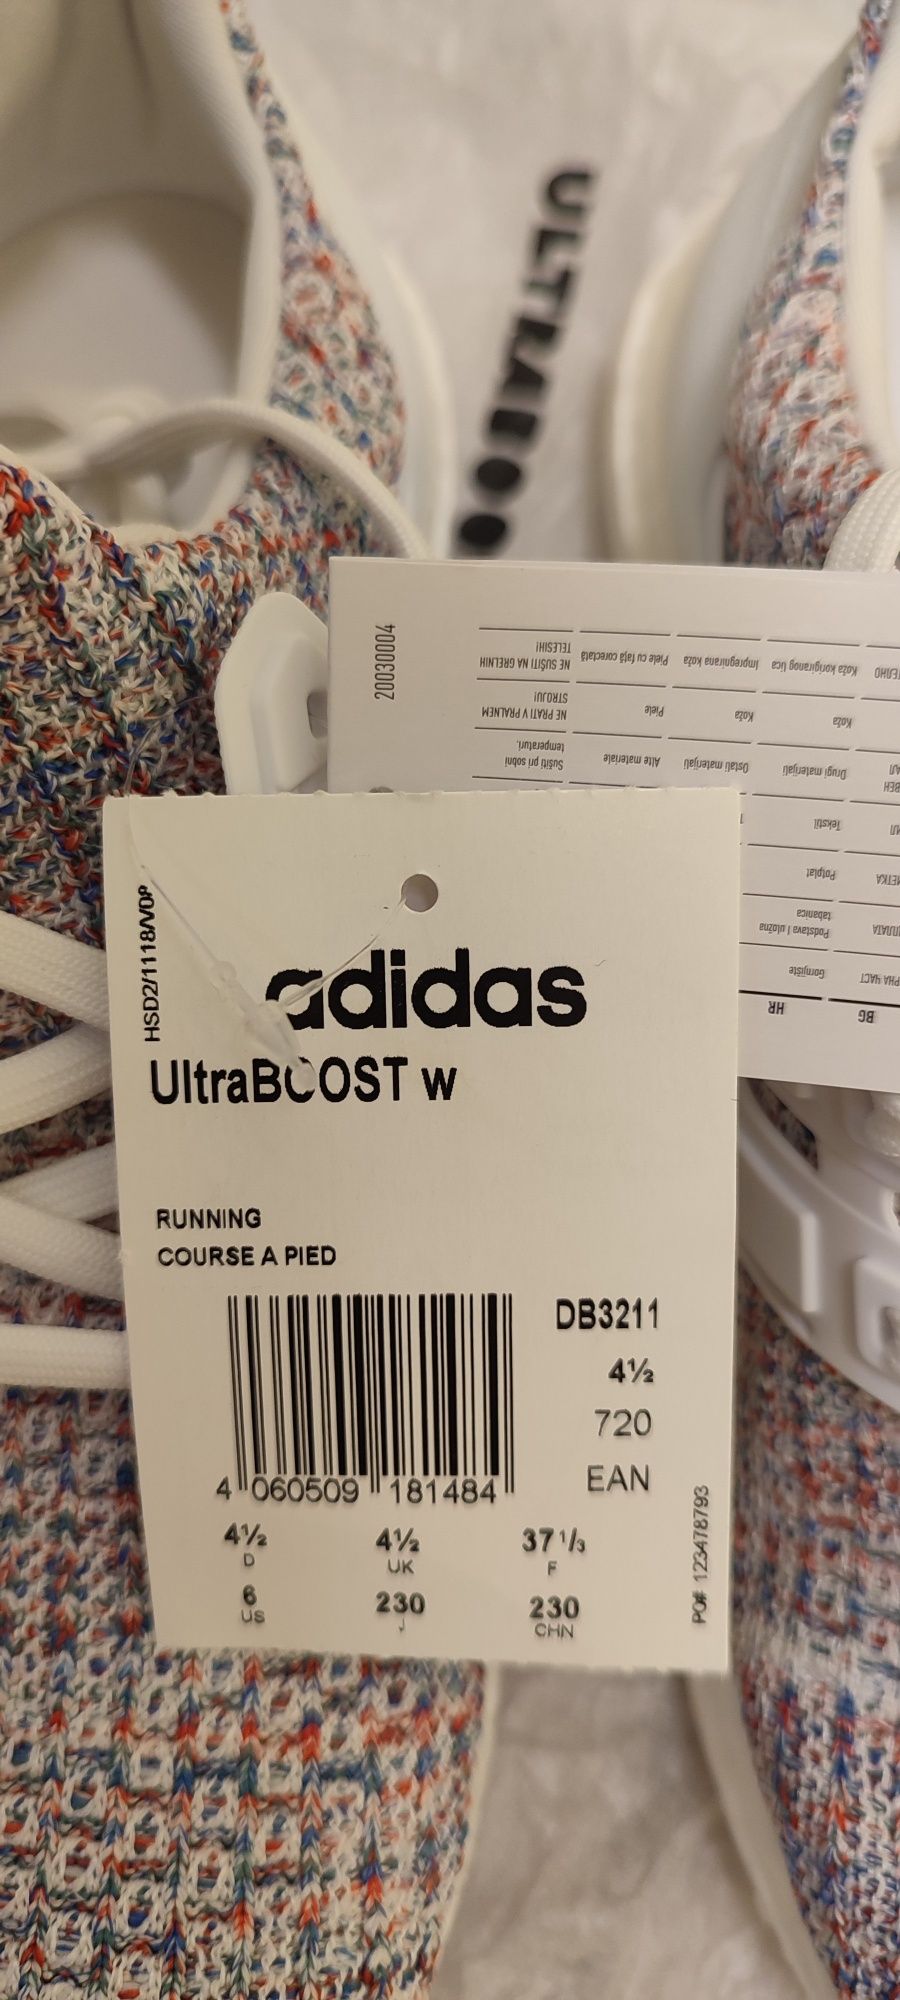 ULTRABOO
20030004
NE SUŠITI NA GRELNIH
TELESIH!
NE PRATI V PRALNEM
STROJU!
Sušiti pri sobni
temperaturi.
Piele cu față corectată
Piele
Alte materiale
Impregnirana koža
Koža
Ostali materijali
Koža korigiranog lica
Koža
Drugi materijali
Tekstil
Potplat
Podstava I uložna
tabanica
Gornjište
HR
BG
HSD2/1118/V0P
adidas
UltraBOOST w
RUNNING
COURSE A PIED
DB3211
4½
720
EAN
4 060509 181484
4½ D
4½ UK
37 1/3 F
6 US
230 J
230 CHN
PO# 123478793